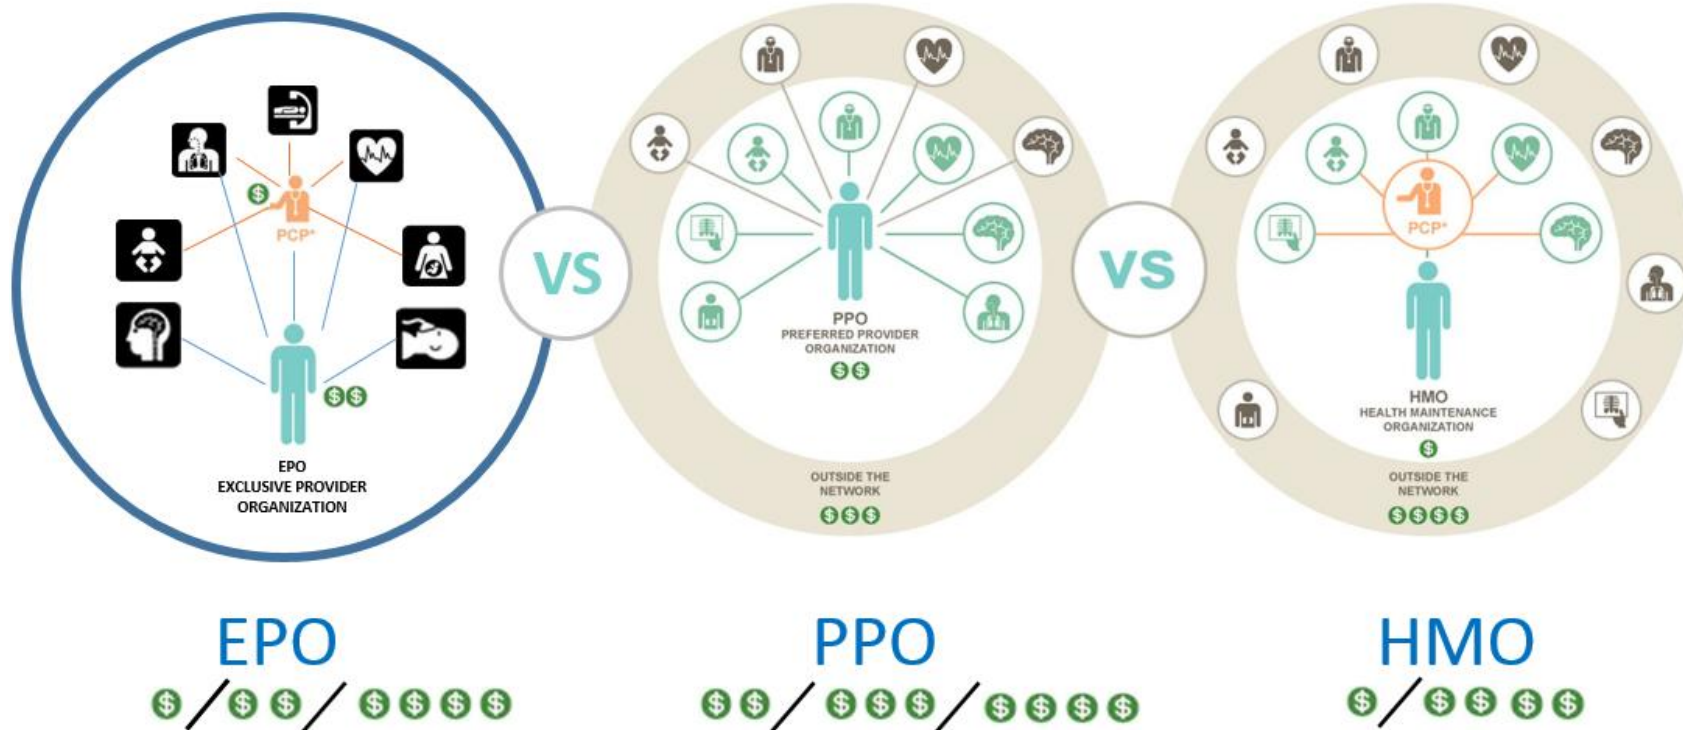 $
PCP*
$ $
EPO
EXCLUSIVE PROVIDER
ORGANIZATION
VS
PPO
PREFERRED PROVIDER
ORGANIZATION
$ $
OUTSIDE THE
NETWORK
$ $ $
VS
PCP*
HMO
HEALTH MAINTENANCE
ORGANIZATION
$
OUTSIDE THE
NETWORK
$ $ $ $
EPO
$ / $ $ / $ $ $ $
PPO
$ $ / $ $ $ / $ $ $ $
HMO
$ / $ $ $ $